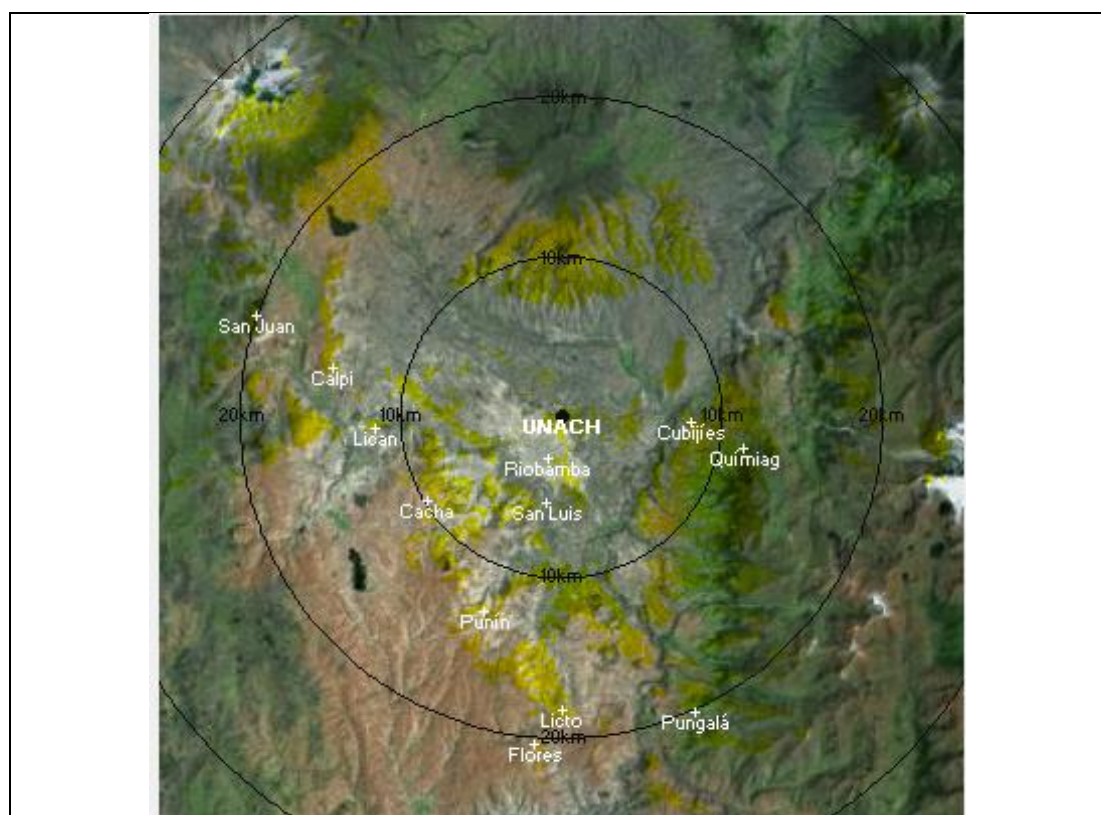 20km
10km
San Juan
Calpi
20km
10km
UNACH
10km
20km
Lican
Cubijíes
Quimiag
Riobamba
Cacha
San Luis
10km
Punín
Licto
Pungalá
20km
Flores